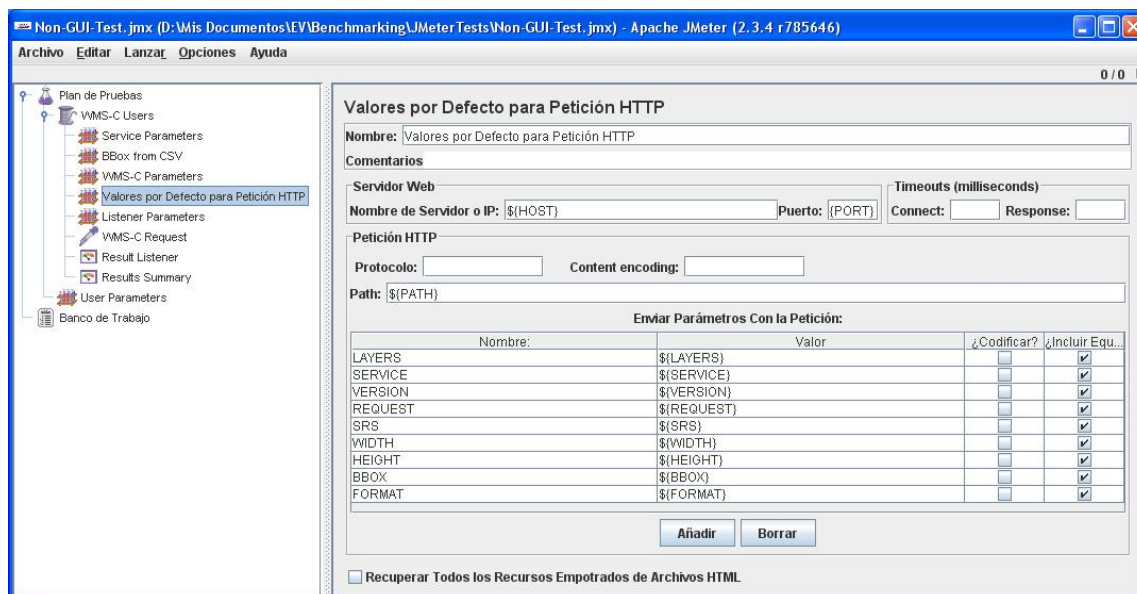 Non-GUI-Test.jmx (D:\Mis Documentos\EV\Benchmarking\JMeterTests\Non-GUI-Test.jmx) - Apache JMeter (2.3.4 r785646)
Archivo Editar Lanzar Opciones Ayuda
0 / 0
Plan de Pruebas
WMS-C Users
Service Parameters
BBox from CSV
WMS-C Parameters
Valores por Defecto para Petición HTTP
Listener Parameters
WMS-C Request
Result Listener
Results Summary
User Parameters
Banco de Trabajo
Valores por Defecto para Petición HTTP
Nombre: Valores por Defecto para Petición HTTP
Comentarios
Servidor Web
Nombre de Servidor o IP: ${HOST} Puerto: {PORT}
Timeouts (milliseconds)
Connect: Response:
Petición HTTP
Protocolo: Content encoding:
Path: ${PATH}
Enviar Parámetros Con la Petición:
Nombre: Valor ¿Codificar? ¿Incluir Equ...
LAYERS ${LAYERS}
SERVICE ${SERVICE}
VERSION ${VERSION}
REQUEST ${REQUEST}
SRS ${SRS}
WIDTH ${WIDTH}
HEIGHT ${HEIGHT}
BBOX ${BBOX}
FORMAT ${FORMAT}
Añadir Borrar
Recuperar Todos los Recursos Empotrados de Archivos HTML